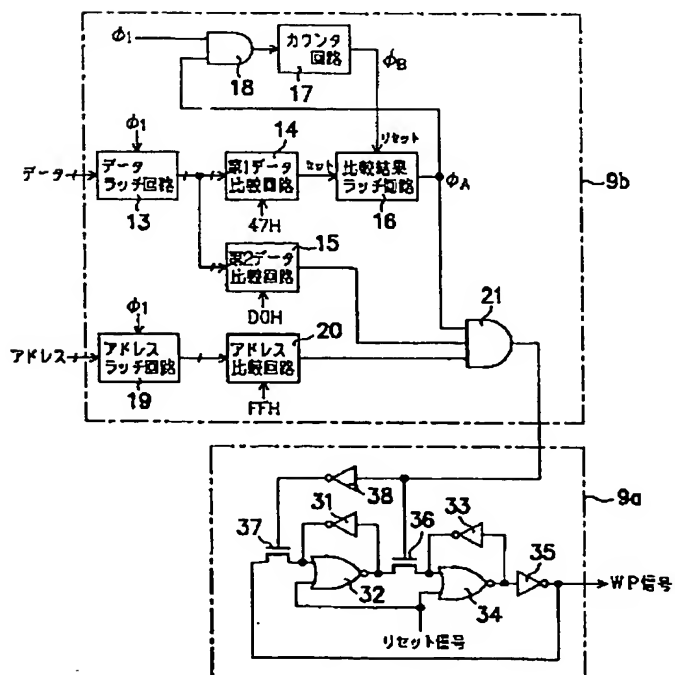 φ1
18
カウンタ
回路
17
φB
リセット
φ1
データ
データ
ラッチ回路
13
14
第1データ
比較回路
47H
セット
比較結果
ラッチ回路
16
φA
9b
15
第2データ
比較回路
D0H
21
φ1
アドレス
アドレス
ラッチ回路
19
20
アドレス
比較回路
FFH
9a
38
37
31
32
36
33
34
35
WP信号
リセット信号